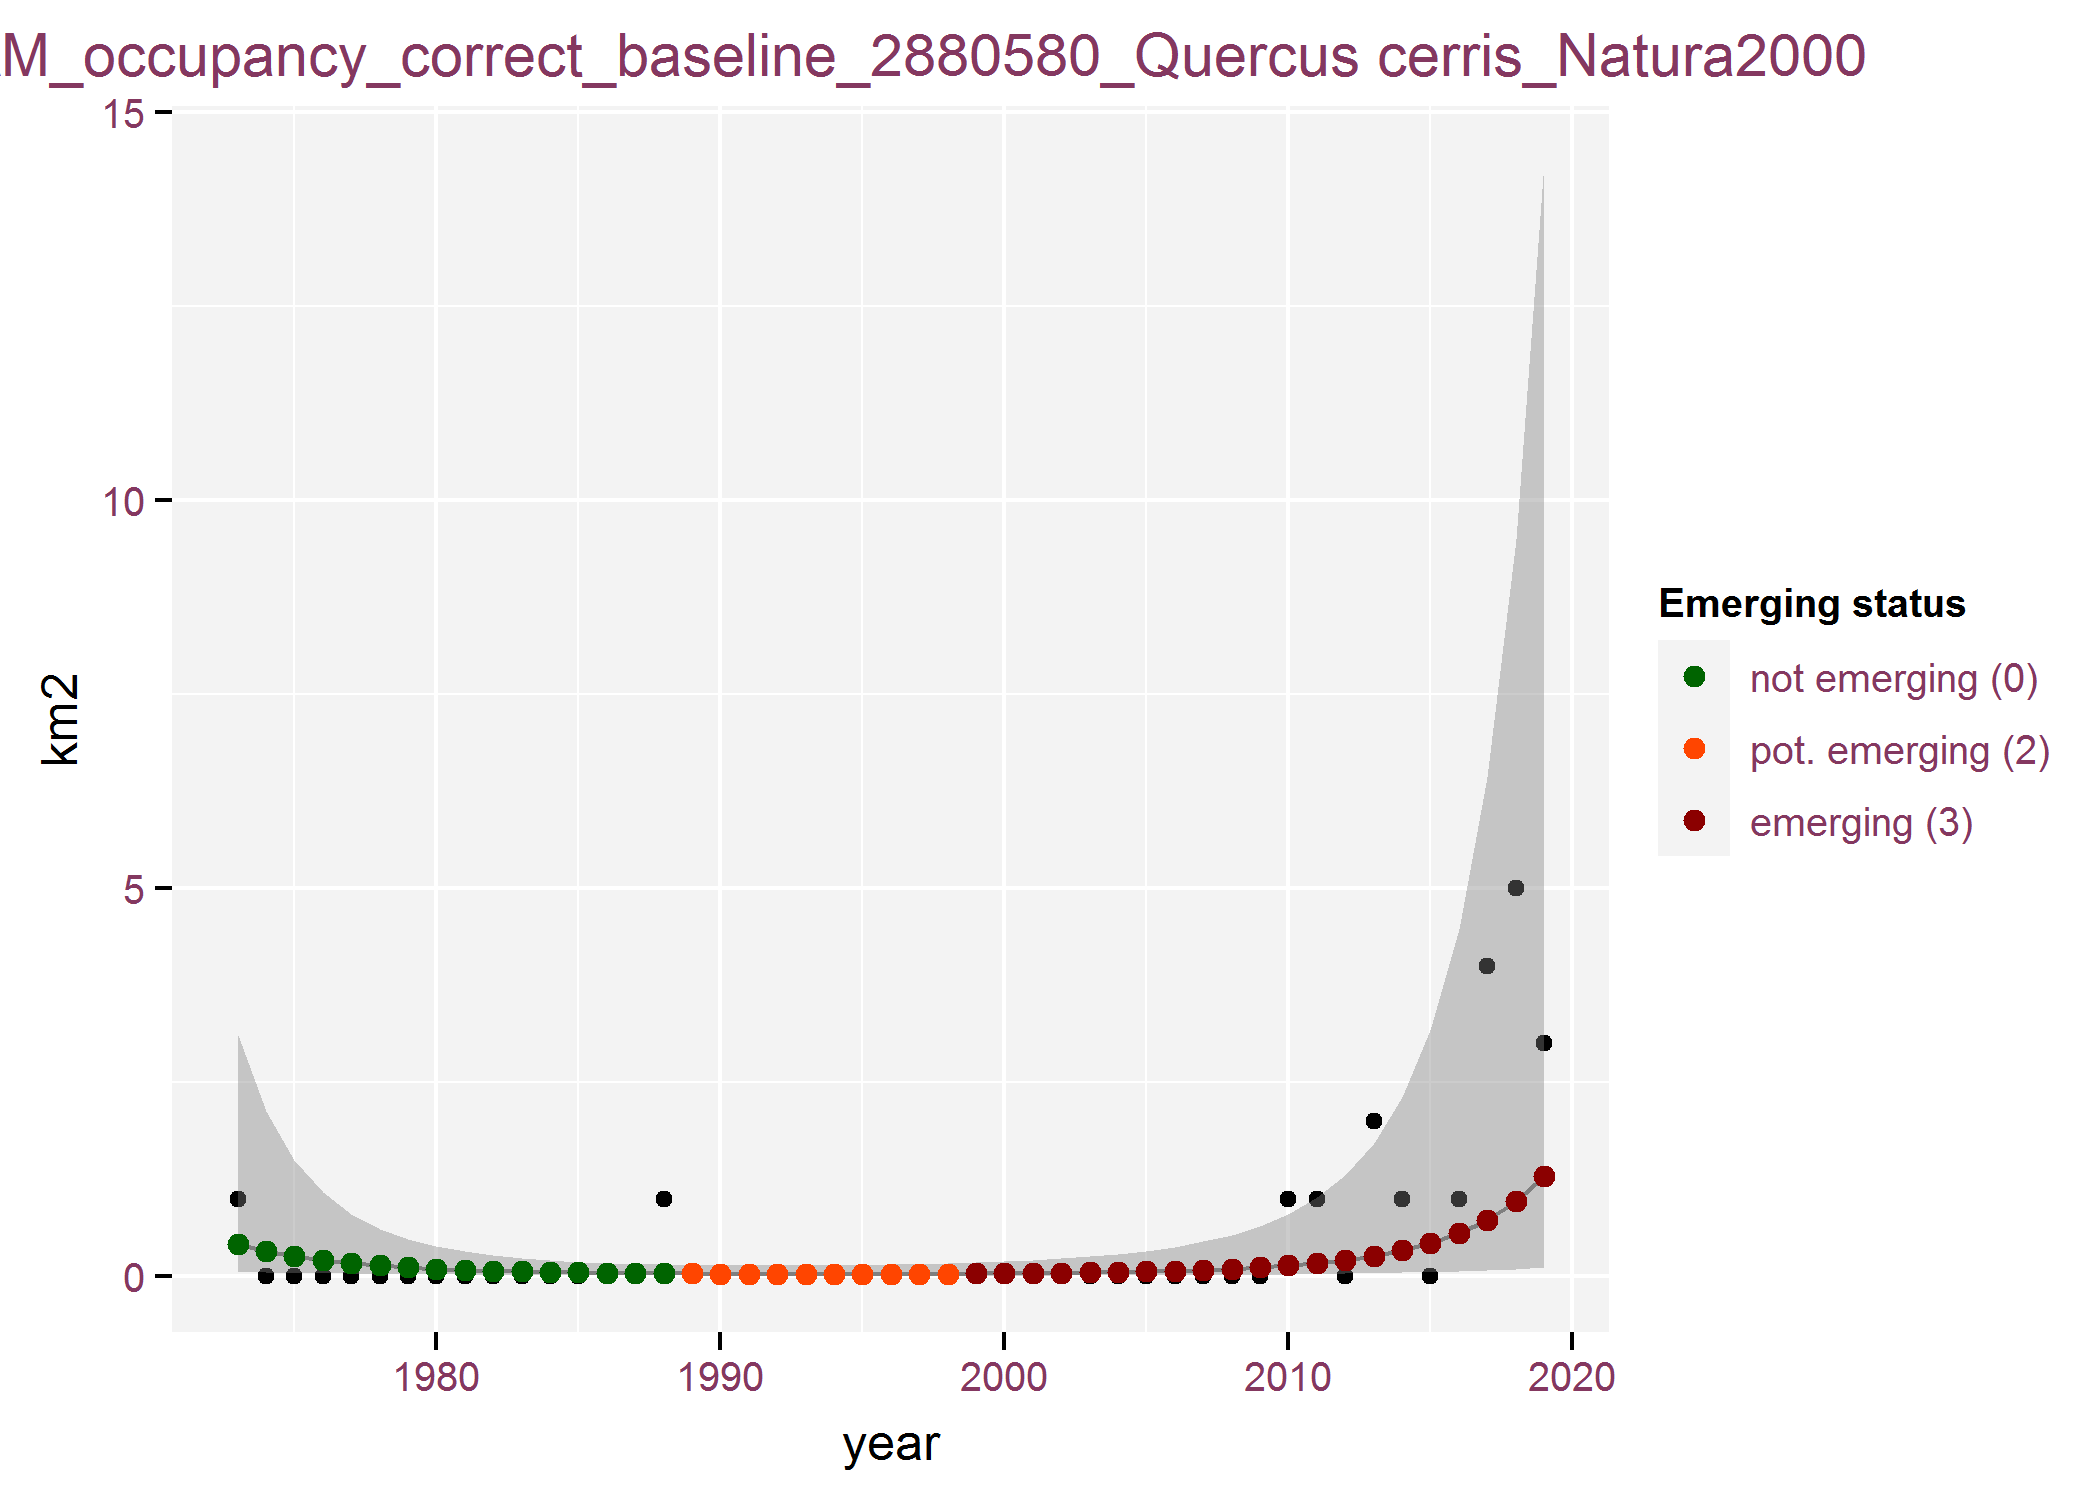 M_occupancy_correct_baseline_2880580_Quercus cerris_Natura2000
15
10
5
0
km2
1980 1990 2000 2010 2020
year
Emerging status
not emerging (0)
pot. emerging (2)
emerging (3)